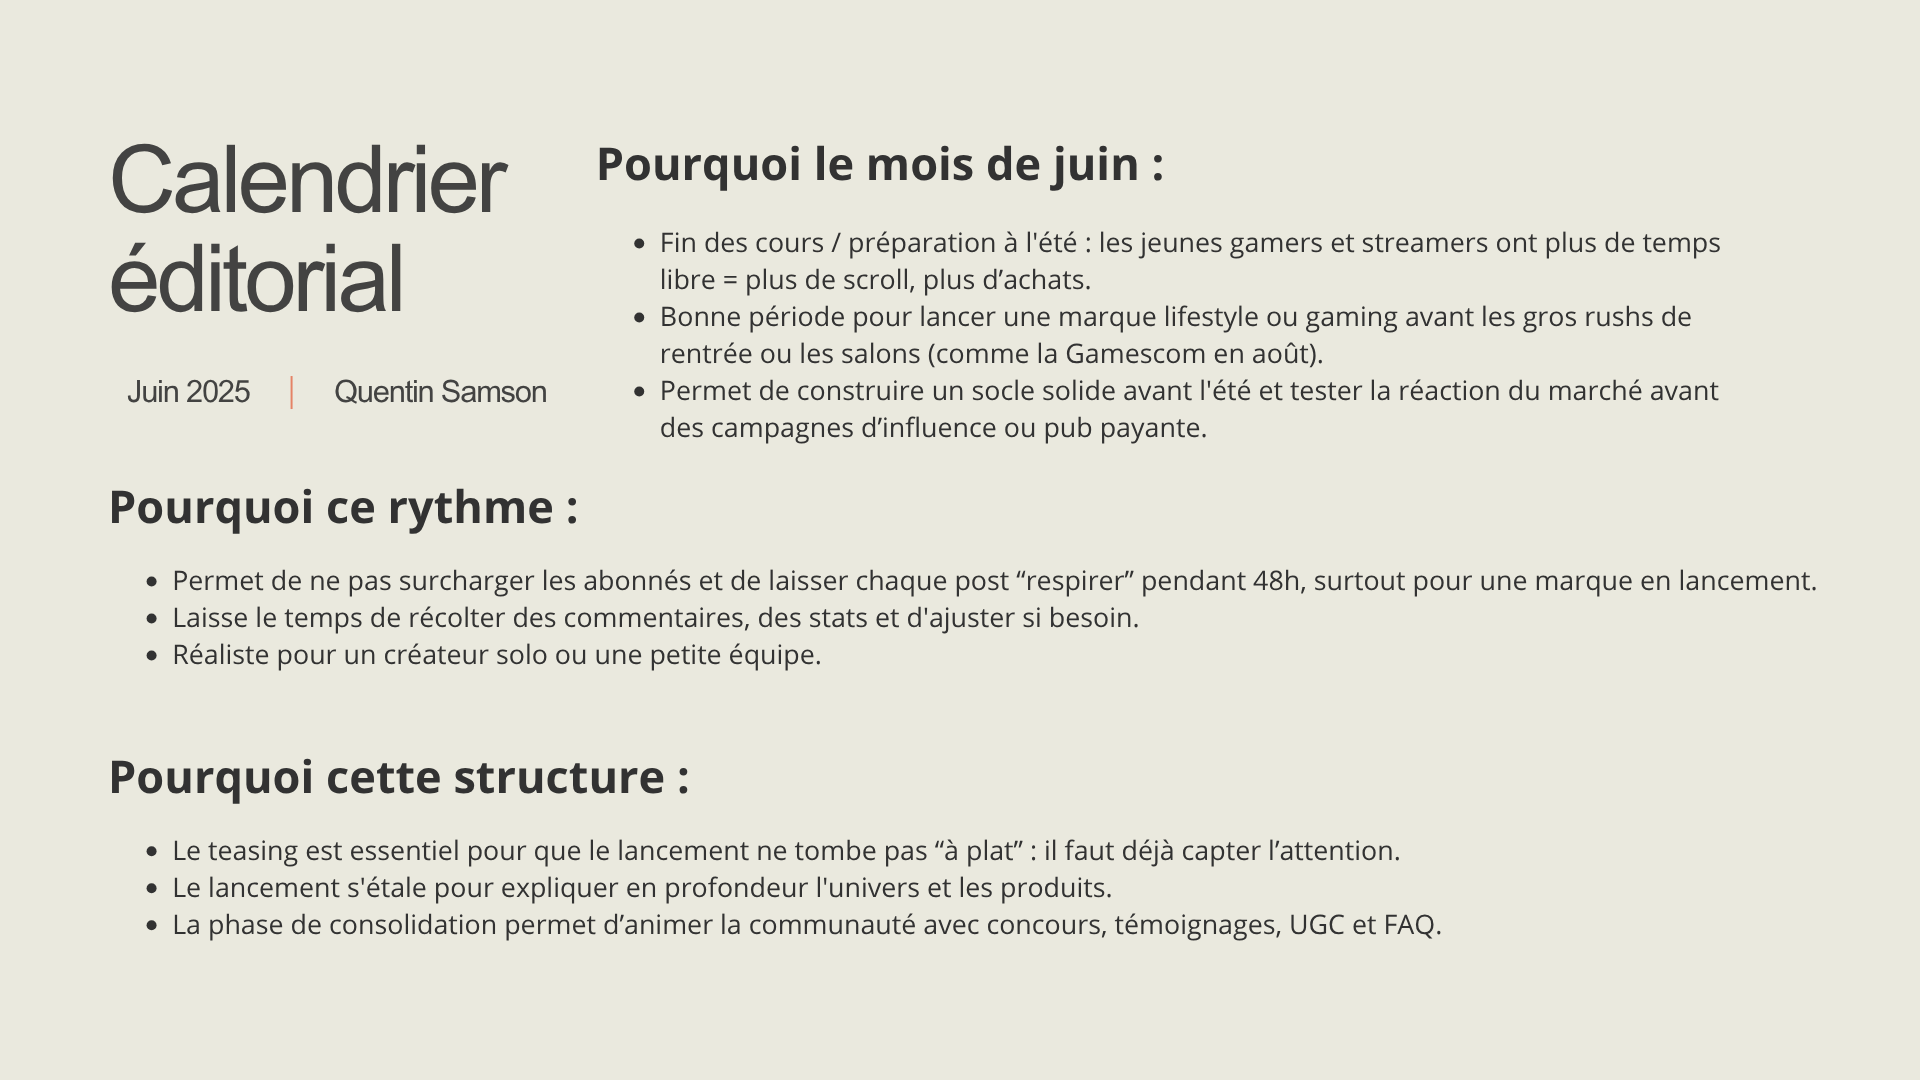 Calendrier
éditorial
Juin 2025 | Quentin Samson
Pourquoi le mois de juin :
• Fin des cours / préparation à l'été : les jeunes gamers et streamers ont plus de temps
libre = plus de scroll, plus d’achats.
• Bonne période pour lancer une marque lifestyle ou gaming avant les gros rushs de
rentrée ou les salons (comme la Gamescom en août).
• Permet de construire un socle solide avant l'été et tester la réaction du marché avant
des campagnes d’influence ou pub payante.
Pourquoi ce rythme :
• Permet de ne pas surcharger les abonnés et de laisser chaque post “respirer” pendant 48h, surtout pour une marque en lancement.
• Laisse le temps de récolter des commentaires, des stats et d'ajuster si besoin.
• Réaliste pour un créateur solo ou une petite équipe.
Pourquoi cette structure :
• Le teasing est essentiel pour que le lancement ne tombe pas “à plat” : il faut déjà capter l’attention.
• Le lancement s'étale pour expliquer en profondeur l'univers et les produits.
• La phase de consolidation permet d’animer la communauté avec concours, témoignages, UGC et FAQ.